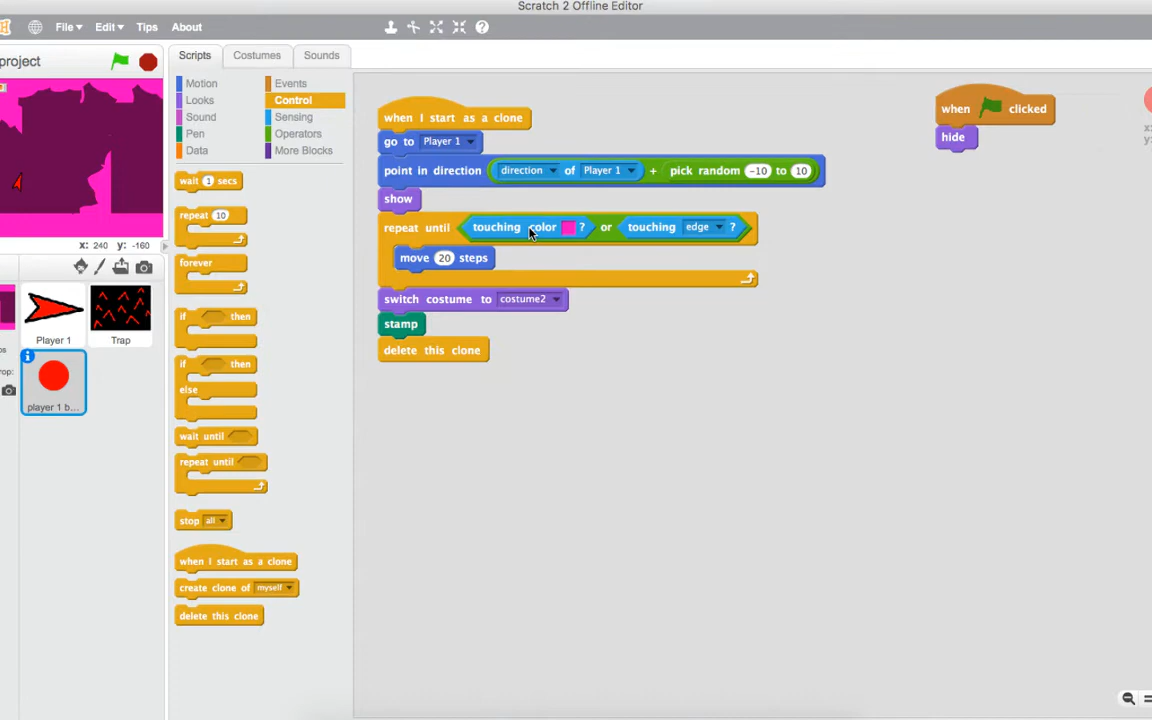 Scratch 2 Offline Editor
File Edit Tips About
project
Scripts Costumes Sounds
Motion Events
Looks Control
Sound Sensing
Pen Operators
Data More Blocks
x: 240 y: -160
Player 1
Trap
player 1 b...
wait 1 secs
repeat 10
forever
if then
if then
else
wait until
repeat until
stop all
when I start as a clone
create clone of myself
delete this clone
when I start as a clone
go to Player 1
point in direction direction of Player 1 + pick random -10 to 10
show
repeat until touching color ? or touching edge ?
move 20 steps
switch costume to costume2
stamp
delete this clone
when clicked
hide